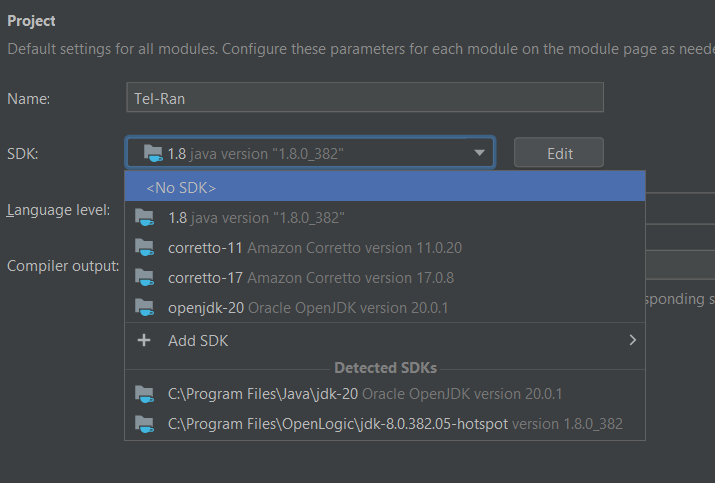 Project
Default settings for all modules. Configure these parameters for each module on the module page as neede
Name:
Tel-Ran
SDK:
1.8 java version "1.8.0_382"
Edit
<No SDK>
Language level:
1.8 java version "1.8.0_382"
corretto-11 Amazon Corretto version 11.0.20
Compiler output:
corretto-17 Amazon Corretto version 17.0.8
openjdk-20 Oracle OpenJDK version 20.0.1
sponding s
Add SDK
Detected SDKs
C:\Program Files\Java\jdk-20 Oracle OpenJDK version 20.0.1
C:\Program Files\OpenLogic\jdk-8.0.382.05-hotspot version 1.8.0_382